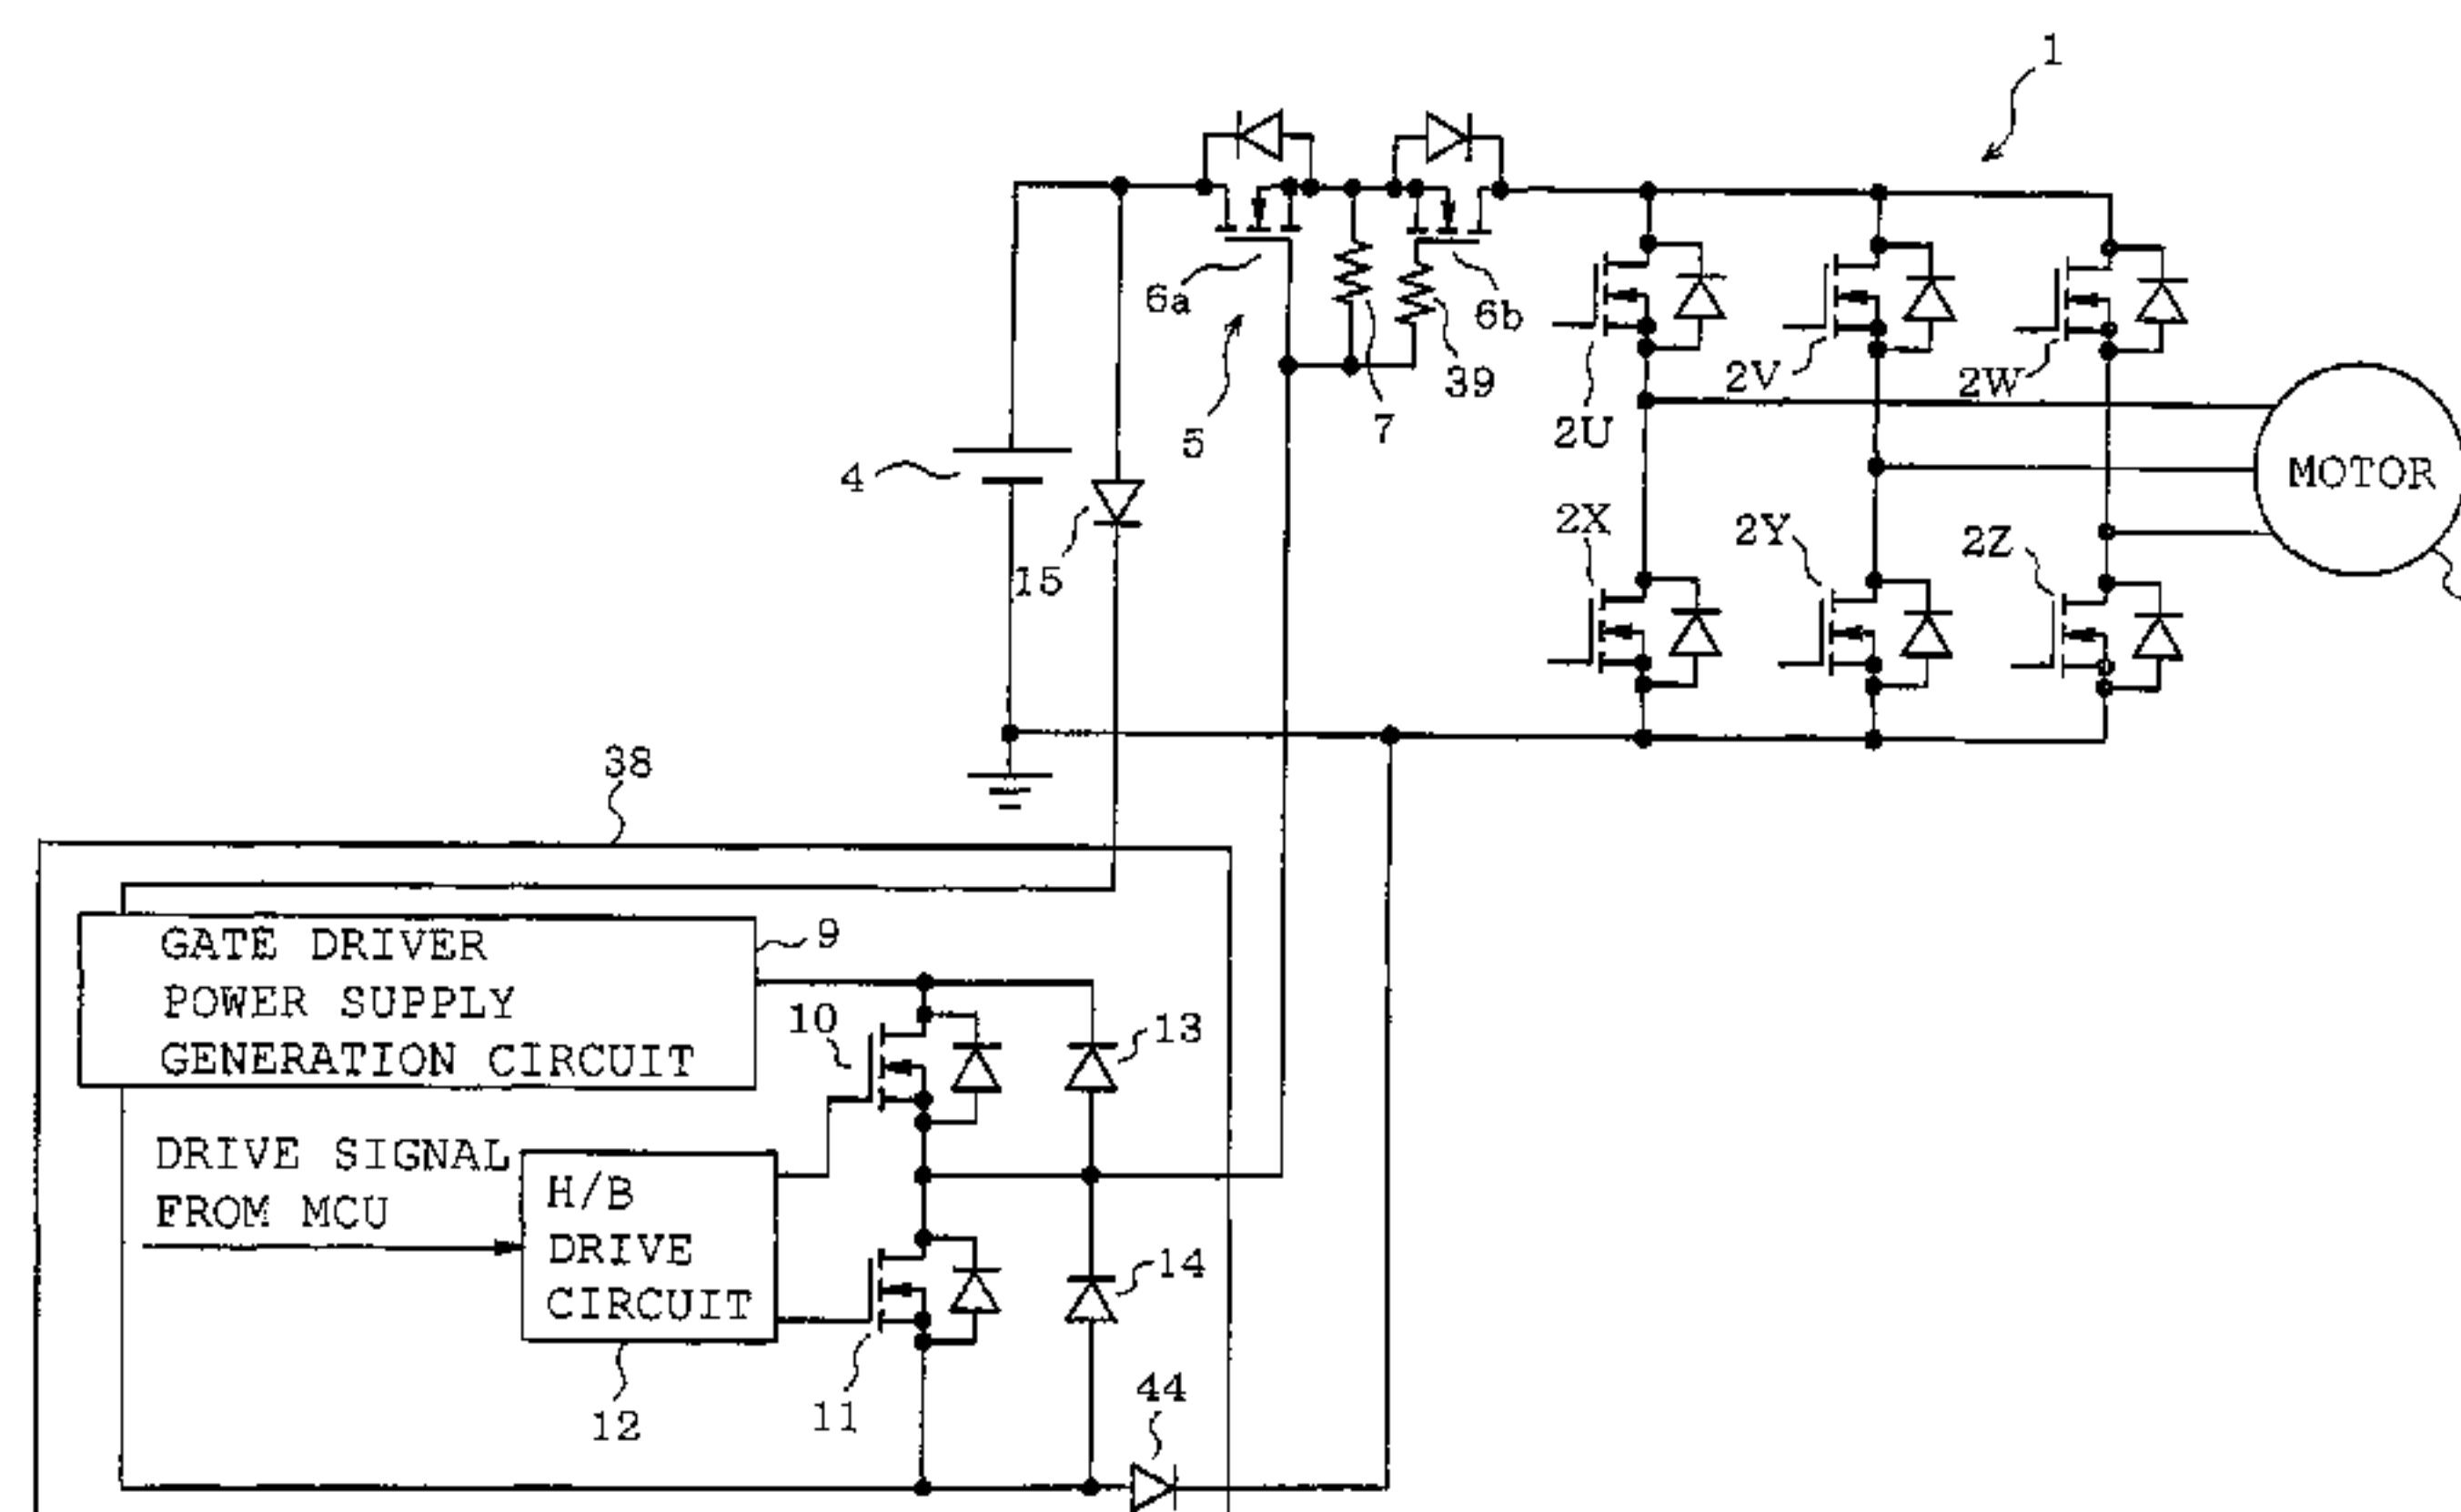 1
6a
6b
5
7
39
4
15
2U
2V
2W
MOTOR
2X
2Y
2Z
38
GATE DRIVER
POWER SUPPLY
GENERATION CIRCUIT
9
10
13
DRIVE SIGNAL
FROM MCU
H/B
DRIVE
CIRCUIT
14
12
11
44